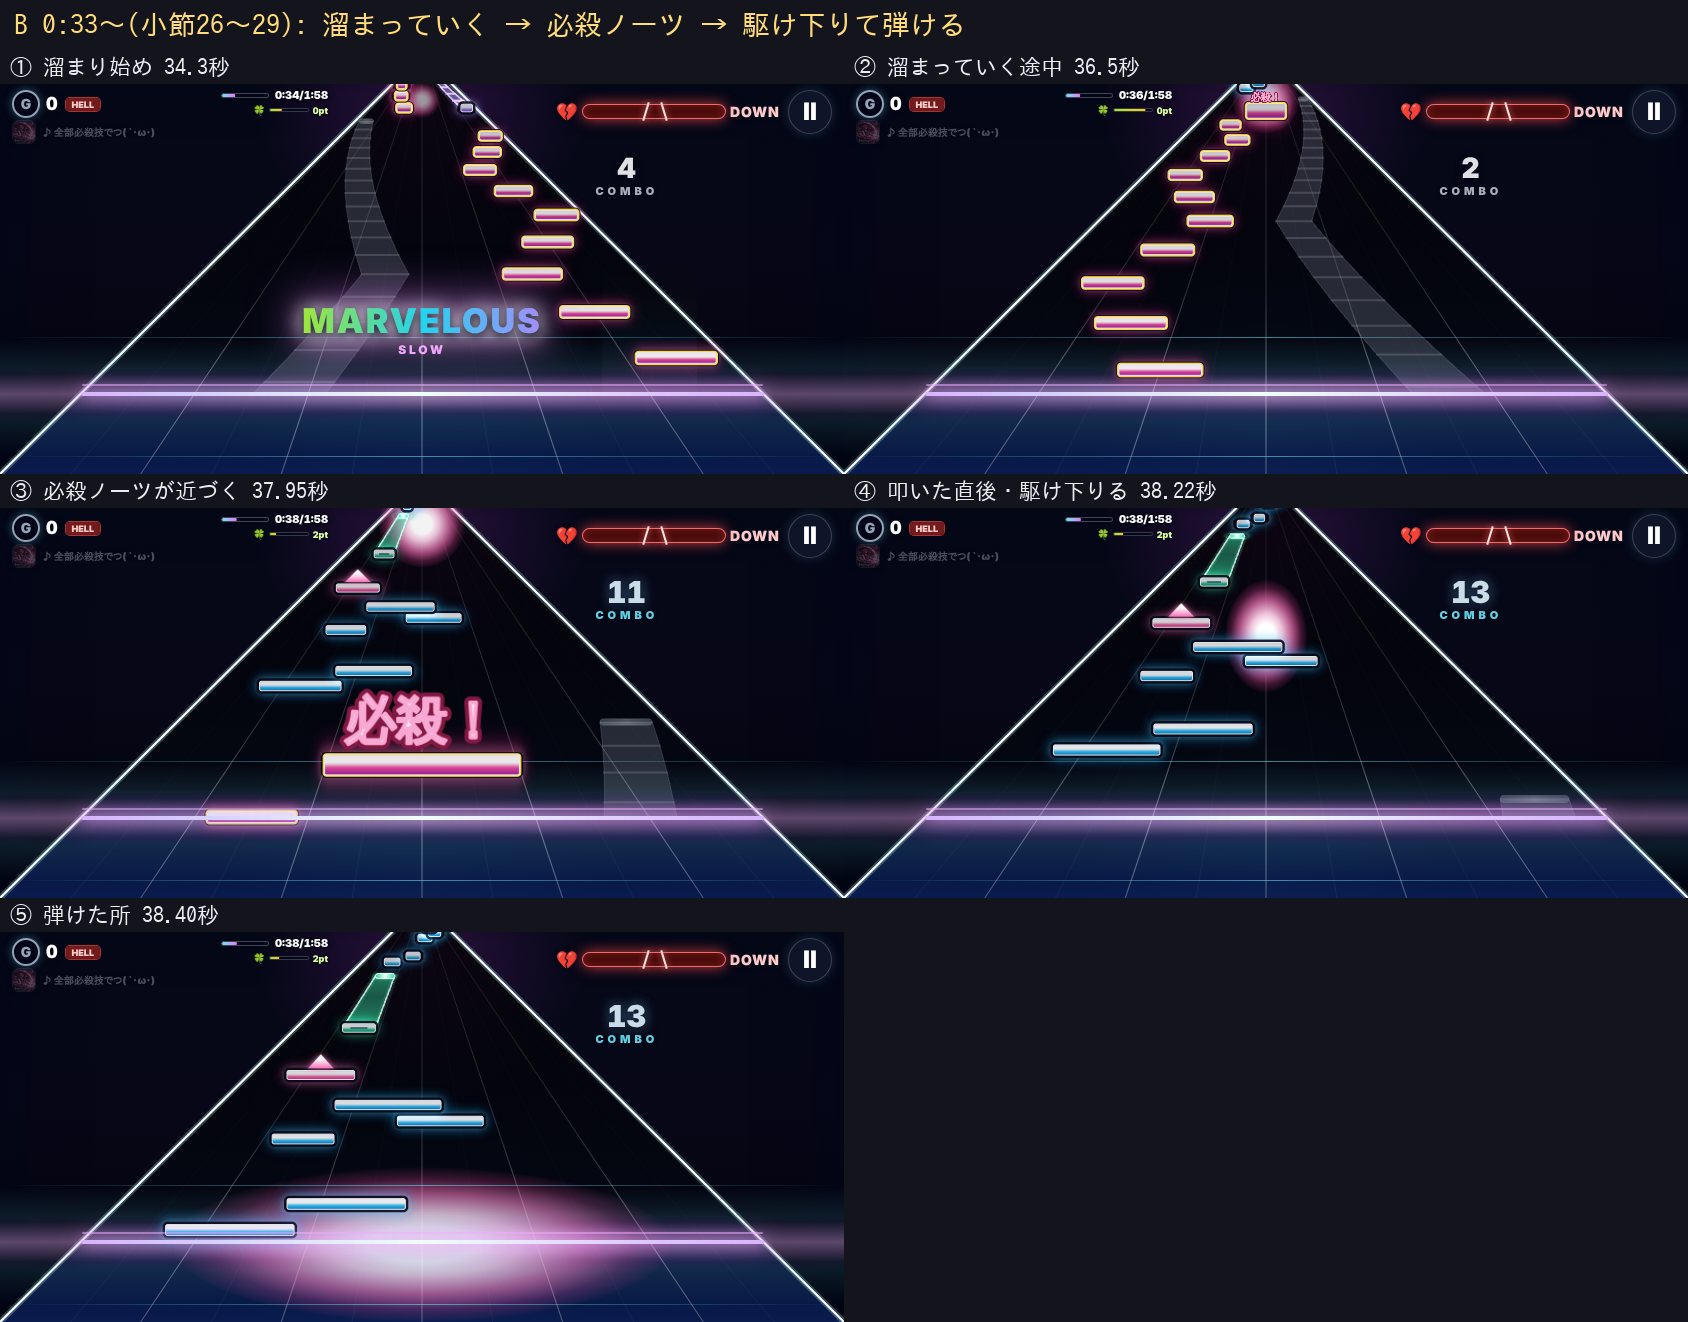 B 0:33〜(小節26〜29): 溜まっていく → 必殺ノーツ → 駆け下りて弾ける
① 溜まり始め 34.3秒
G 0 HELL
0:34/1:58
0pt
DOWN
♪ 全部必殺技でつ(`･ω･)
4
COMBO
MARVELOUS
SLOW
② 溜まっていく途中 36.5秒
G 0 HELL
0:36/1:58
0pt
DOWN
♪ 全部必殺技でつ(`･ω･)
必殺!
2
COMBO
③ 必殺ノーツが近づく 37.95秒
G 0 HELL
0:38/1:58
2pt
DOWN
♪ 全部必殺技でつ(`･ω･)
11
COMBO
必殺!
④ 叩いた直後・駆け下りる 38.22秒
G 0 HELL
0:38/1:58
2pt
DOWN
♪ 全部必殺技でつ(`･ω･)
13
COMBO
⑤ 弾けた所 38.40秒
G 0 HELL
0:38/1:58
2pt
DOWN
♪ 全部必殺技でつ(`･ω･)
13
COMBO